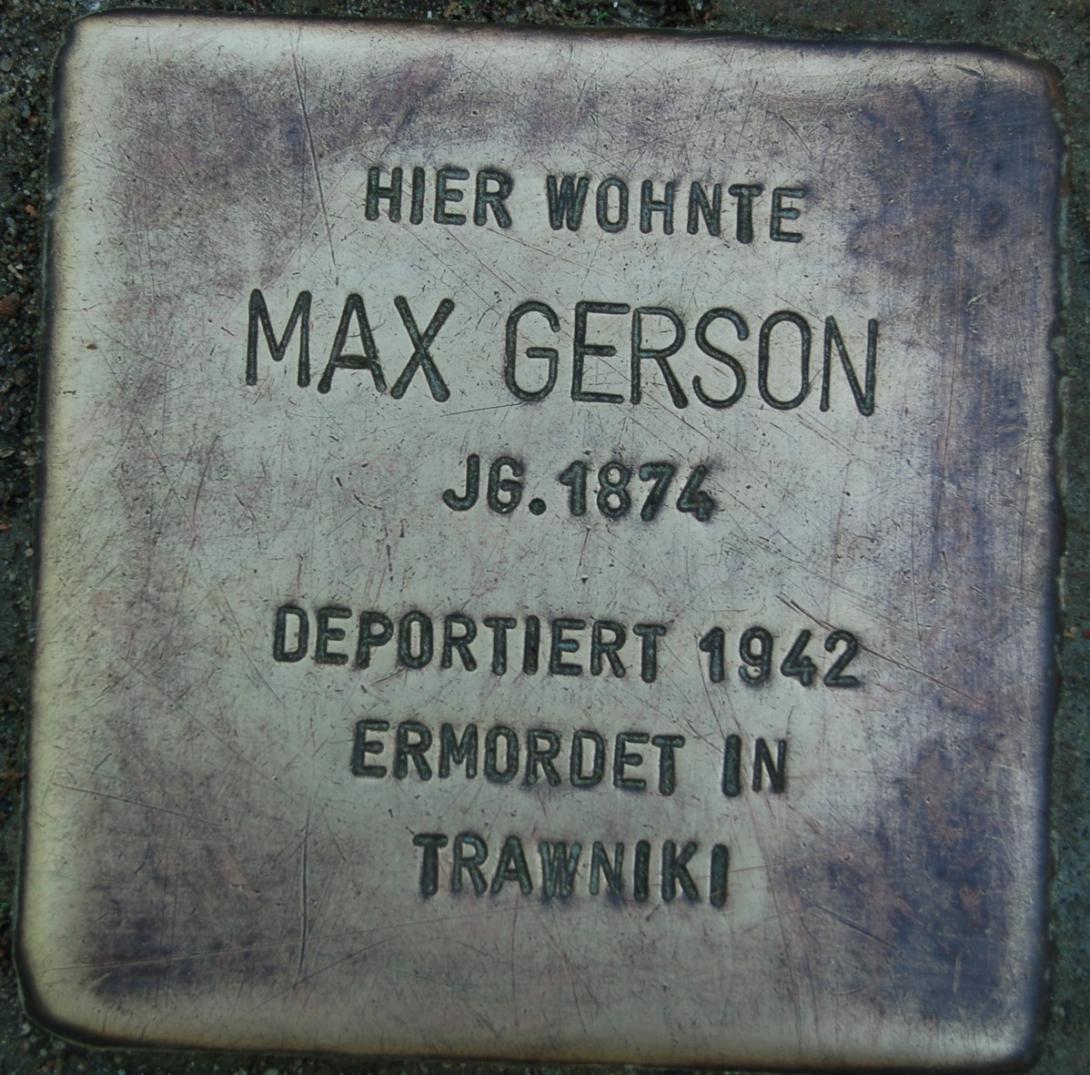 HIER WOHNTE
MAX GERSON
JG. 1874
DEPORTIERT 1942
ERMORDET IN
TRAWNIKI